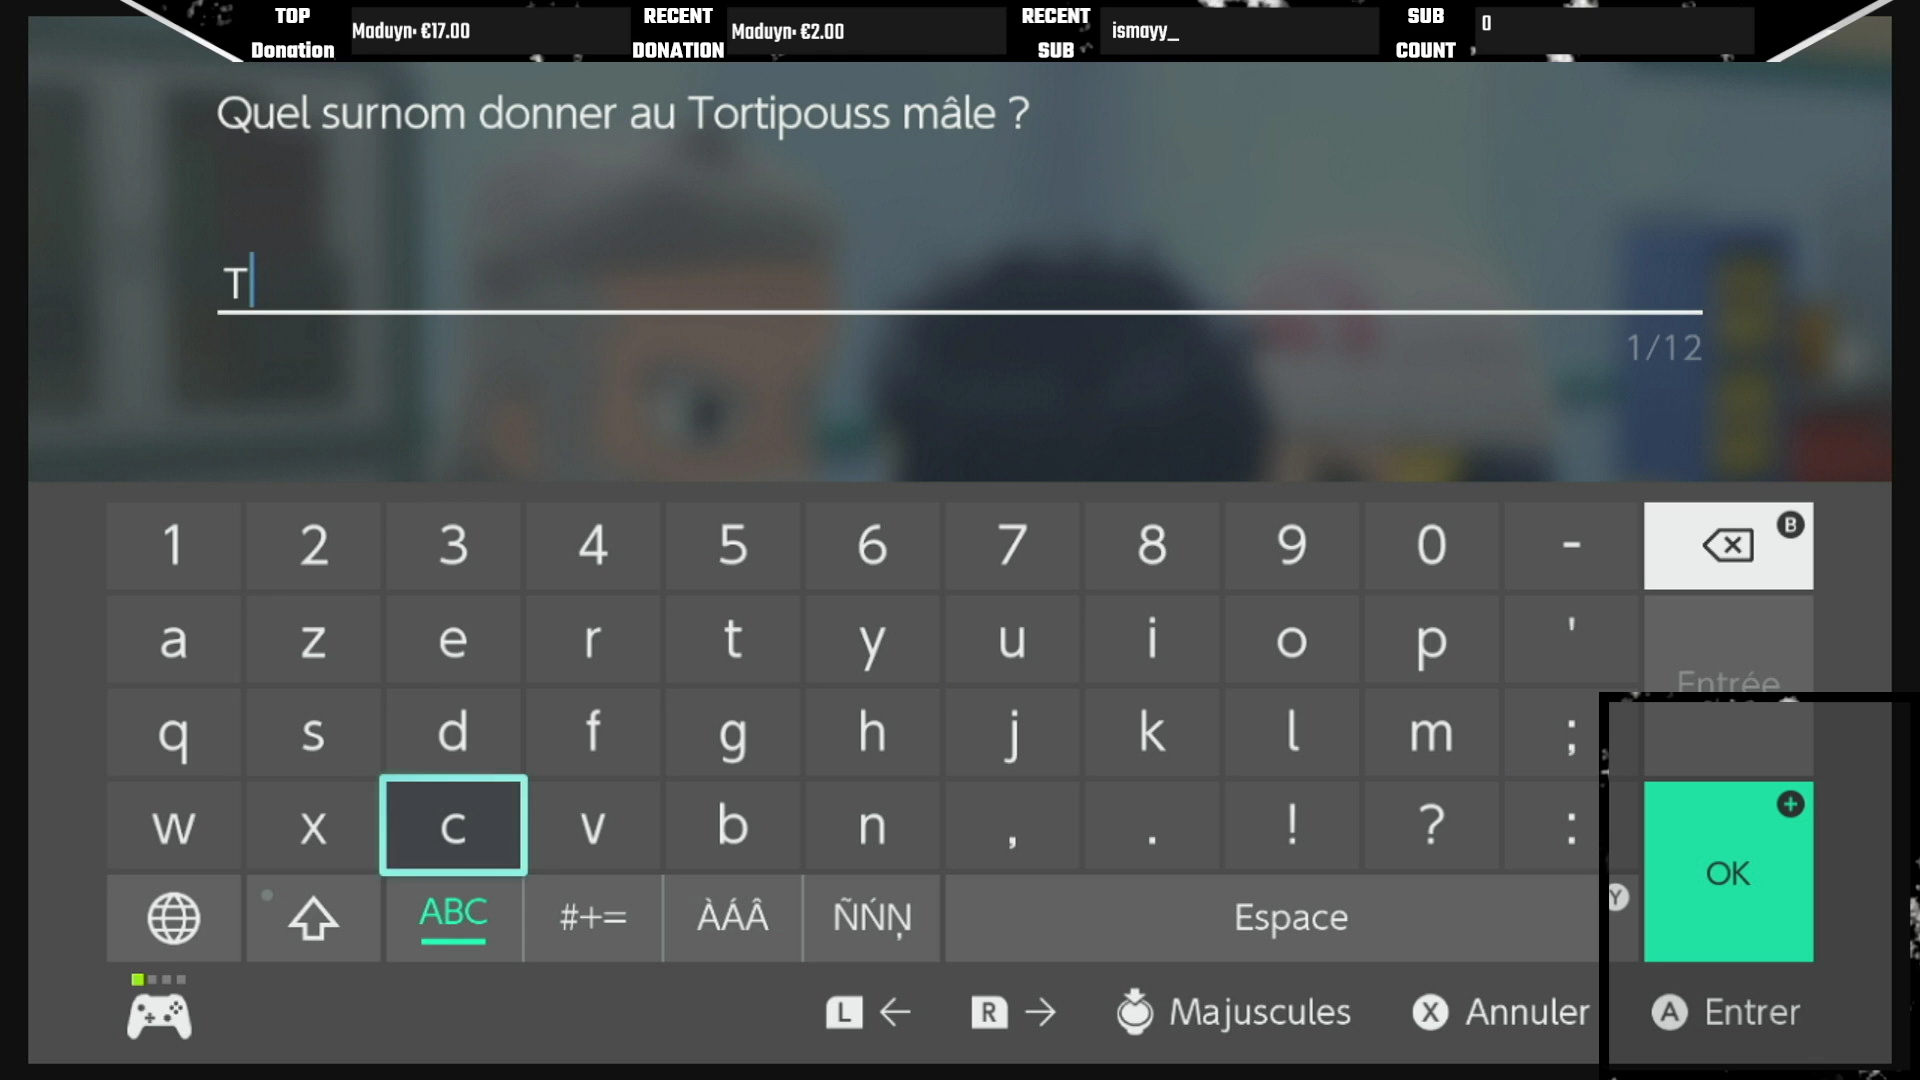 TOP Donation
Maduyn: €17.00
RECENT DONATION
Maduyn: €2.00
RECENT SUB
ismayy_
SUB COUNT
0
Quel surnom donner au Tortipouss mâle ?
T
1/12
1 2 3 4 5 6 7 8 9 0 - B
a z e r t y u i o p '
Entrée
q s d f g h j k l m ;
w x c v b n , . ! ? :
OK
ABC #+= ÀÁÂ ÑŃŅ Espace Y
L ← R → Majuscules X Annuler A Entrer